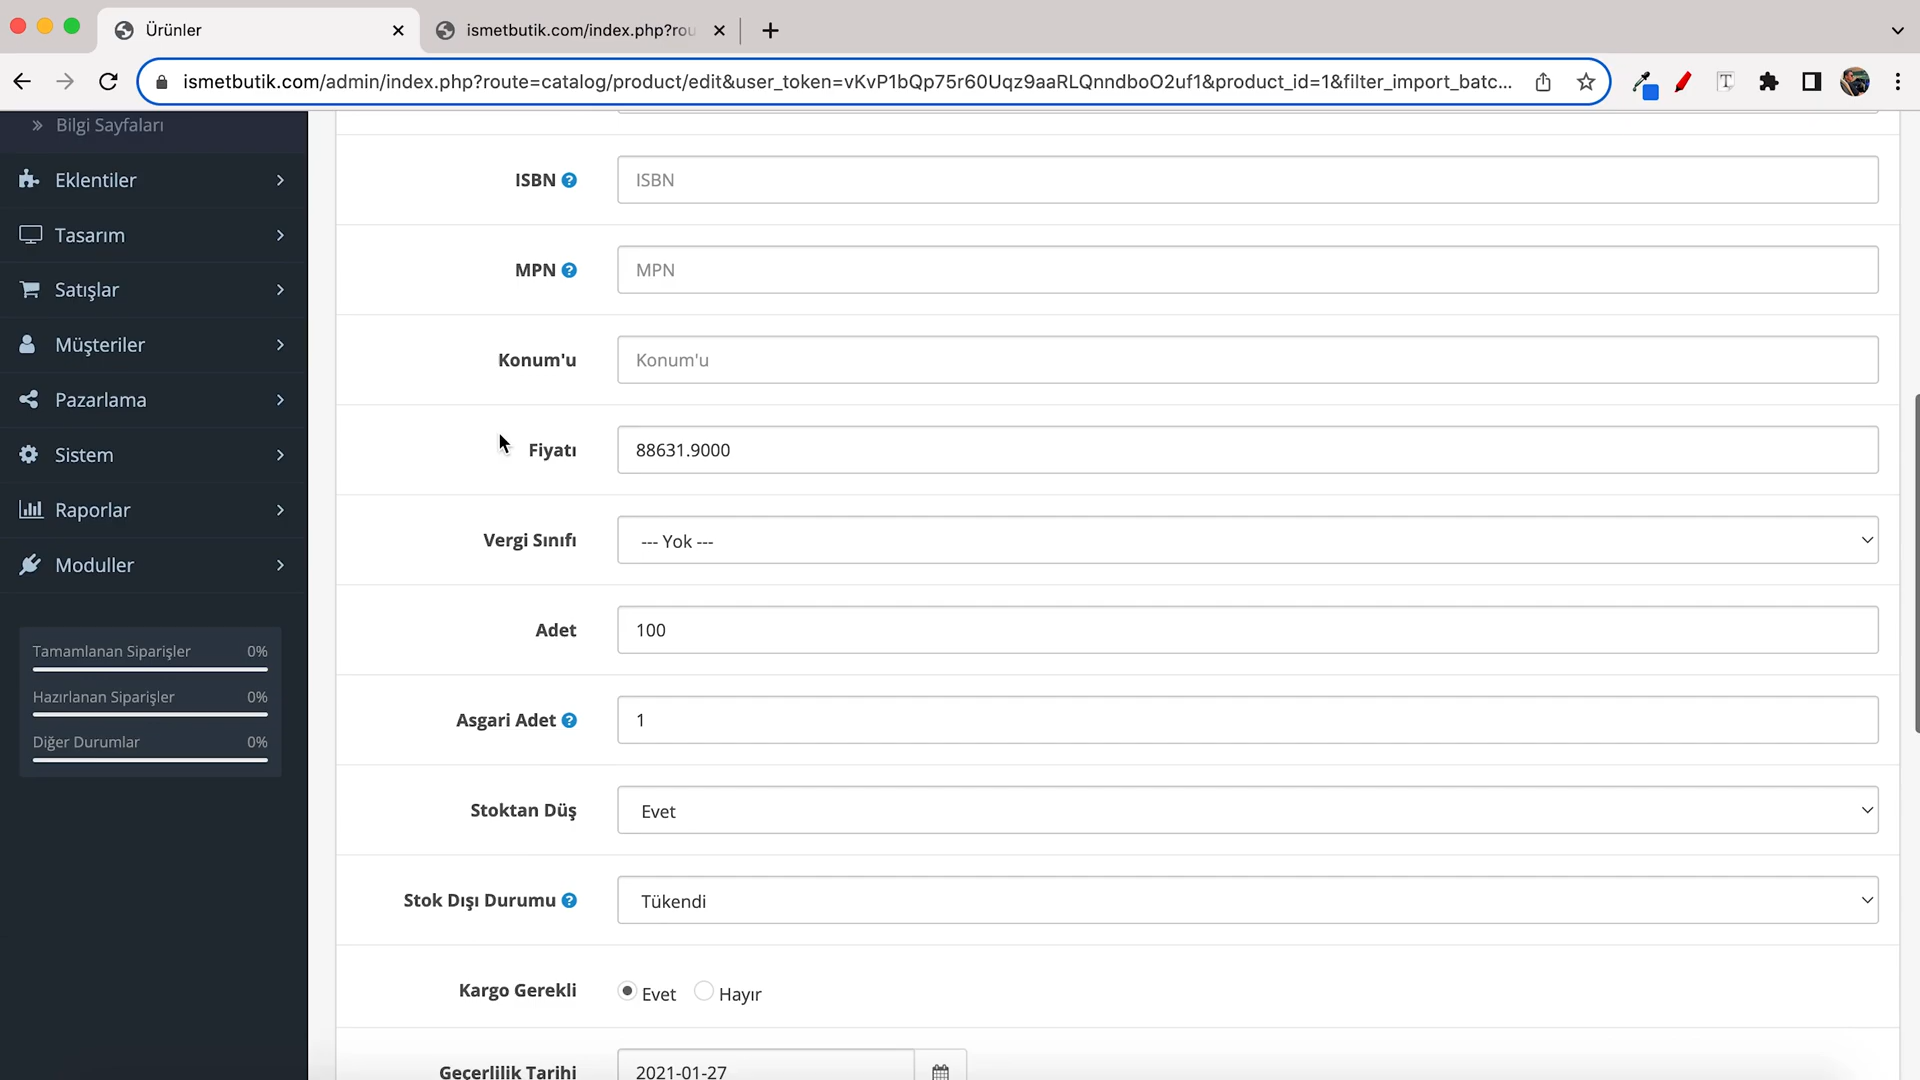 Ürünler
ismetbutik.com/index.php?rou
ismetbutik.com/admin/index.php?route=catalog/product/edit&user_token=vKvP1bQp75r60Uqz9aaRLQnndboO2uf1&product_id=1&filter_import_batc...
Bilgi Sayfaları
Eklentiler
Tasarım
Satışlar
Müşteriler
Pazarlama
Sistem
Raporlar
Moduller
Tamamlanan Siparişler 0%
Hazırlanan Siparişler 0%
Diğer Durumlar 0%
ISBN ? ISBN
MPN ? MPN
Konum'u Konum'u
Fiyatı 88631.9000
Vergi Sınıfı --- Yok ---
Adet 100
Asgari Adet ? 1
Stoktan Düş Evet
Stok Dışı Durumu ? Tükendi
Kargo Gerekli Evet Hayır
Geçerlilik Tarihi 2021-01-27